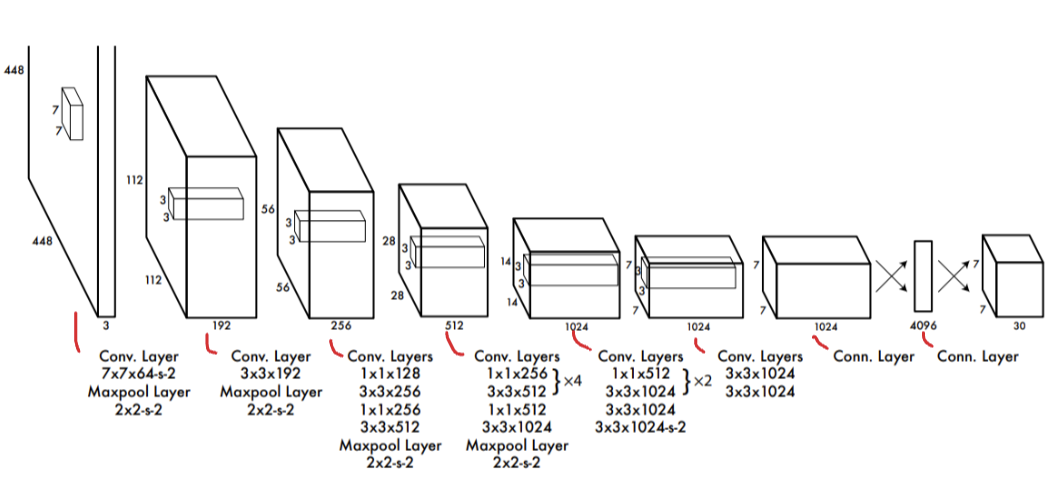 448
7
7
448
3
112
3
3
112
192
56
3
3
56
256
28
3
3
28
512
14
3
3
14
1024
7
3
3
7
1024
7
7
1024
4096
7
7
30
Conv. Layer
7x7x64-s-2
Maxpool Layer
2x2-s-2
Conv. Layer
3x3x192
Maxpool Layer
2x2-s-2
Conv. Layers
1x1x128
3x3x256
1x1x256
3x3x512
Maxpool Layer
2x2-s-2
Conv. Layers
1x1x256
3x3x512
}×4
1x1x512
3x3x1024
Maxpool Layer
2x2-s-2
Conv. Layers
1x1x512
3x3x1024
}×2
3x3x1024
3x3x1024-s-2
Conv. Layers
3x3x1024
3x3x1024
Conn. Layer
Conn. Layer